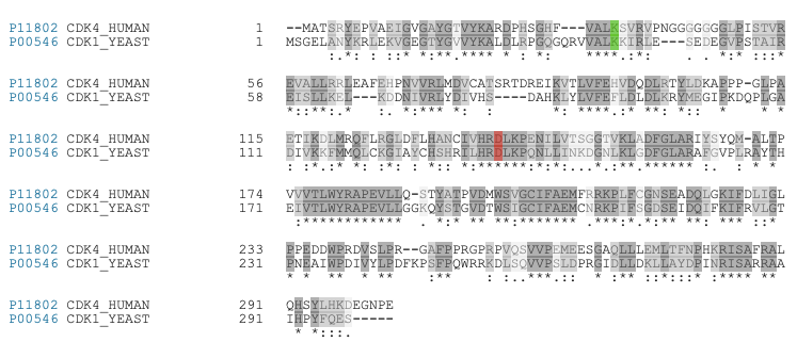 P11802 CDK4_HUMAN 1 --MATSRYEPVAEIGVGAYGTVYKARDPHSGHF---VALKSVRVPNGGGGGGGLPISTVR
P00546 CDK1_YEAST 1 MSGELANYKRLEKVGEGTYGVVYKALDLRPGQGQRVVALKKIRLE---SEDEGVPSTAIR
P11802 CDK4_HUMAN 56 EVALLRRLEAFEHPNVVRLMDVCATSRTDREIKVTLVFEHVDQDLRTYLDKAPPP-GLPA
P00546 CDK1_YEAST 58 EISLLKEL---KDDNIVRLYDIVHS-----DAHKLYLVFEFLDLDLKRYMEGIPKDQPLGA
P11802 CDK4_HUMAN 115 ETIKDLMRQFLRGLDFLHANCIVHRDLKPENILVTSGGTVKLADFGLARIYSYQM-ALTP
P00546 CDK1_YEAST 111 DIVKKFMMQLCKGIAYCHSHRILHRDLKPQNLLINKDGNLKLGDFGLARAFGVPLRAYTH
P11802 CDK4_HUMAN 174 VVVTLWYRAPEVLLQ-STYATPVDMWSVGCIFAEMFRRKPLFCGNSEADQLGKIFDLIGL
P00546 CDK1_YEAST 171 EIVTLWYRAPEVLLGGKQYSTGVDTWSIGCIFAEMCNRKPIFSGDSEIDQIFKIFRVLGT
P11802 CDK4_HUMAN 233 PPEDDWPRDVSLPR--GAFPPRGPRPVQSVVPEMEESGAQLLLEMLTFNPHKRISAFRAL
P00546 CDK1_YEAST 231 PNEAIWPDIVYLPDFKPSFPQWRRKDLSQVVPSLDPRGIDLLDKLLAYDPINRISARRAA
P11802 CDK4_HUMAN 291 QHSYLHKDEGNPE
P00546 CDK1_YEAST 291 IHPYFQES-----